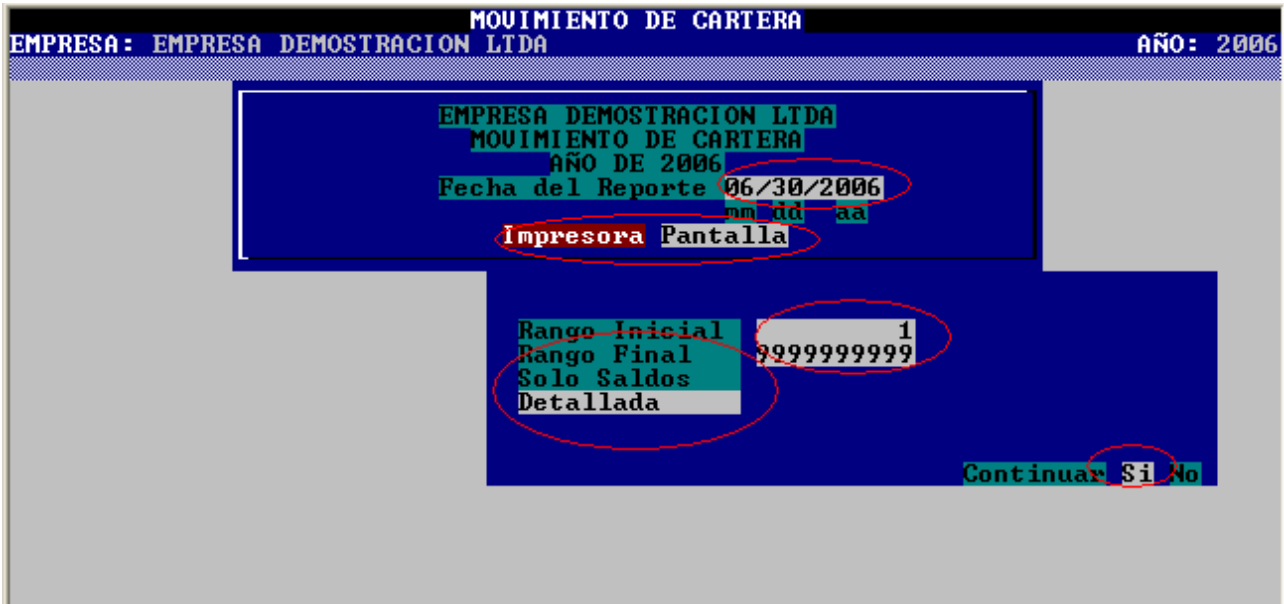 MOVIMIENTO DE CARTERA
EMPRESA: EMPRESA DEMOSTRACION LTDA AÑO: 2006
EMPRESA DEMOSTRACION LTDA
MOVIMIENTO DE CARTERA
AÑO DE 2006
Fecha del Reporte 06/30/2006
mm dd aa
Impresora Pantalla
Rango Inicial 1
Rango Final 9999999999
Solo Saldos
Detallada
Continuar Si No